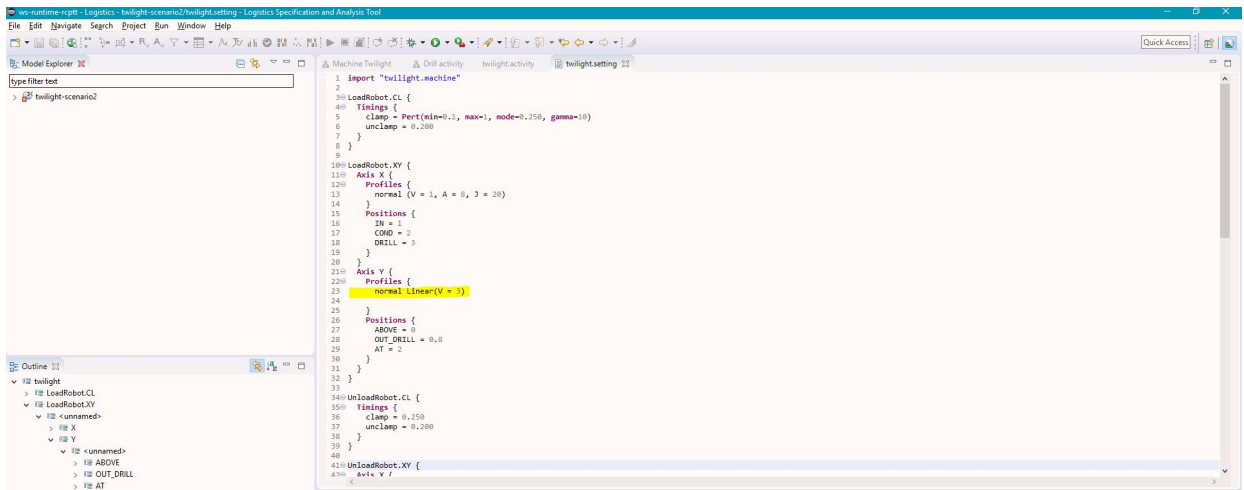 ws-runtime-rcptt - Logistics - twilight-scenario2/twilight.setting - Logistics Specification and Analysis Tool
File Edit Navigate Search Project Run Window Help
Quick Access
Model Explorer
type filter text
twilight-scenario2
Outline
twilight
LoadRobot.CL
LoadRobot.XY
<unnamed>
X
Y
<unnamed>
ABOVE
OUT_DRILL
AT
Machine Twilight Drill activity twilight.activity twilight.setting
1 import "twilight.machine"
2
3 LoadRobot.CL {
4 Timings {
5 clamp = Pert(min=0.1, max=1, mode=0.250, gamma=10)
6 unclamp = 0.200
7 }
8 }
9
10 LoadRobot.XY {
11 Axis X {
12 Profiles {
13 normal (V = 1, A = 8, J = 20)
14 }
15 Positions {
16 IN = 1
17 COND = 2
18 DRILL = 3
19 }
20 }
21 Axis Y {
22 Profiles {
23 normal Linear(V = 3)
24
25 }
26 Positions {
27 ABOVE = 0
28 OUT_DRILL = 0.8
29 AT = 2
30 }
31 }
32 }
33
34 UnloadRobot.CL {
35 Timings {
36 clamp = 0.250
37 unclamp = 0.200
38 }
39 }
40
41 UnloadRobot.XY {
42 Axis X {